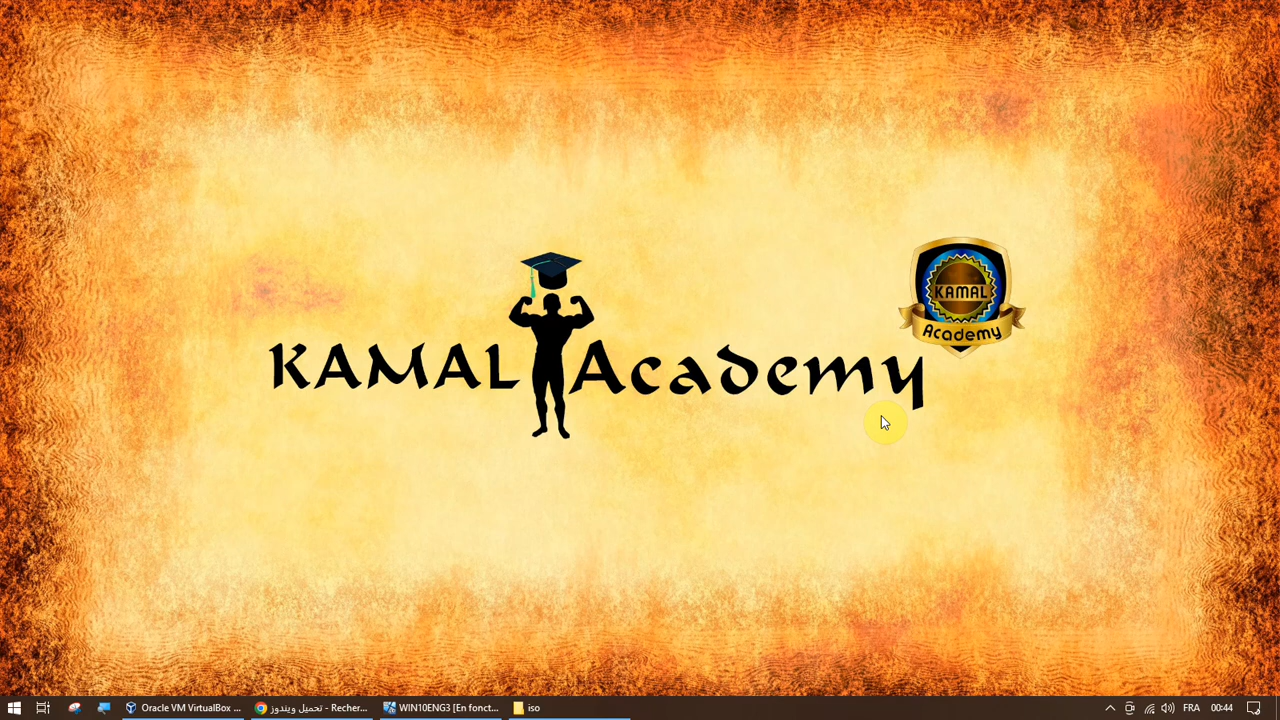 KAMAL Academy
KAMAL
Academy
Oracle VM VirtualBox ...
تحميل ويندوز - Recher...
WIN10ENG3 [En fonct...
iso
FRA
00:44